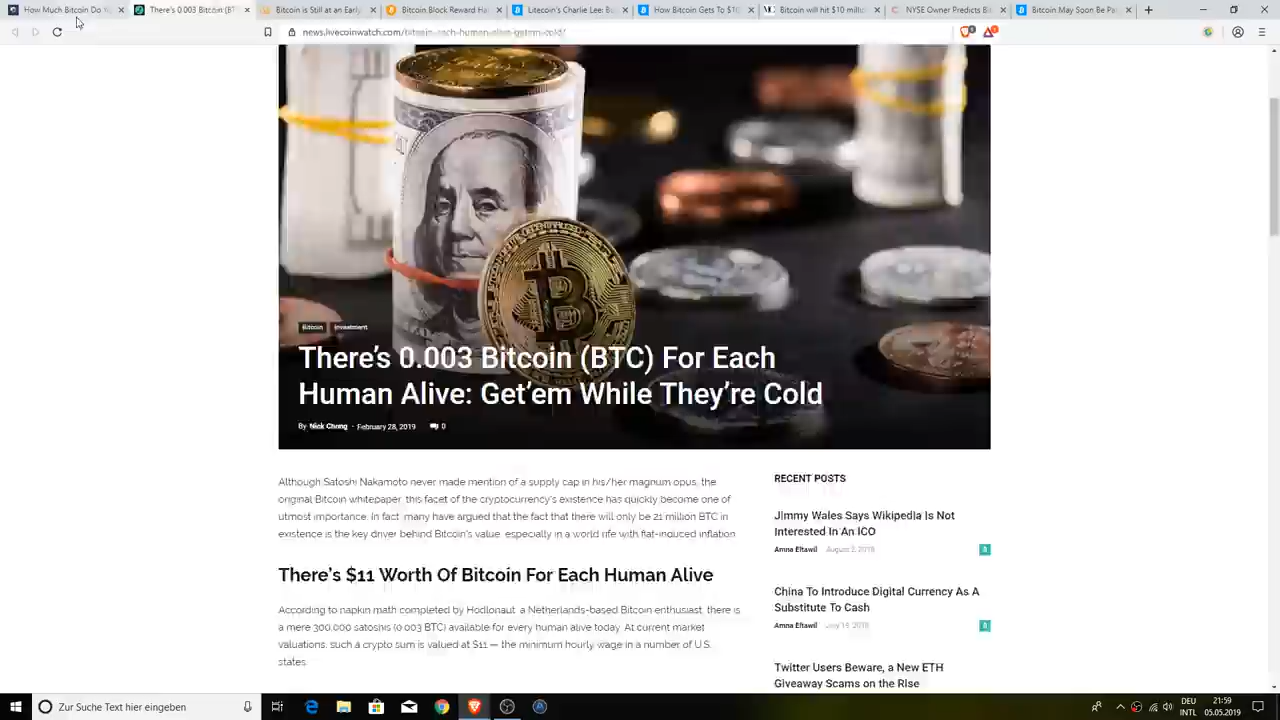 How Much Bitcoin Do Yo
There's 0.003 Bitcoin (BT
Bitcoin is Still at an Early
Bitcoin Block Reward Ha
Litecoin's Charlie Lee: Bu
How Bitcoin Gets To $10
Bitcoin will hit $10 millio
NYSE Owner Predicts Bi
Bitcoin May Soon Be Pa
Bitcoin
Investment
There's 0.003 Bitcoin (BTC) For Each
Human Alive: Get'em While They're Cold
By Nick Chong - February 28, 2019 0
Although Satoshi Nakamoto never made mention of a supply cap in his/her magnum opus, the
original Bitcoin whitepaper, this facet of the cryptocurrency's existence has quickly become one of
utmost importance. In fact, many have argued that the fact that there will only be 21 million BTC in
existence is the key driver behind Bitcoin's value, especially in a world rife with fiat-induced inflation.
There's $11 Worth Of Bitcoin For Each Human Alive
According to napkin math completed by Hodlonaut, a Netherlands-based Bitcoin enthusiast, there is
a mere 300,000 satoshis (0.003 BTC) available for every human alive today. At current market
valuations, such a crypto sum is valued at $11 — the minimum hourly wage in a number of U.S.
states.
RECENT POSTS
Jimmy Wales Says Wikipedia Is Not
Interested In An ICO
Amna Eltawil August 2, 2018 0
China To Introduce Digital Currency As A
Substitute To Cash
Amna Eltawil 0
Twitter Users Beware, a New ETH
Giveaway Scams on the Rise
Zur Suche Text hier eingeben
DEU
INTL
21:59
05.05.2019